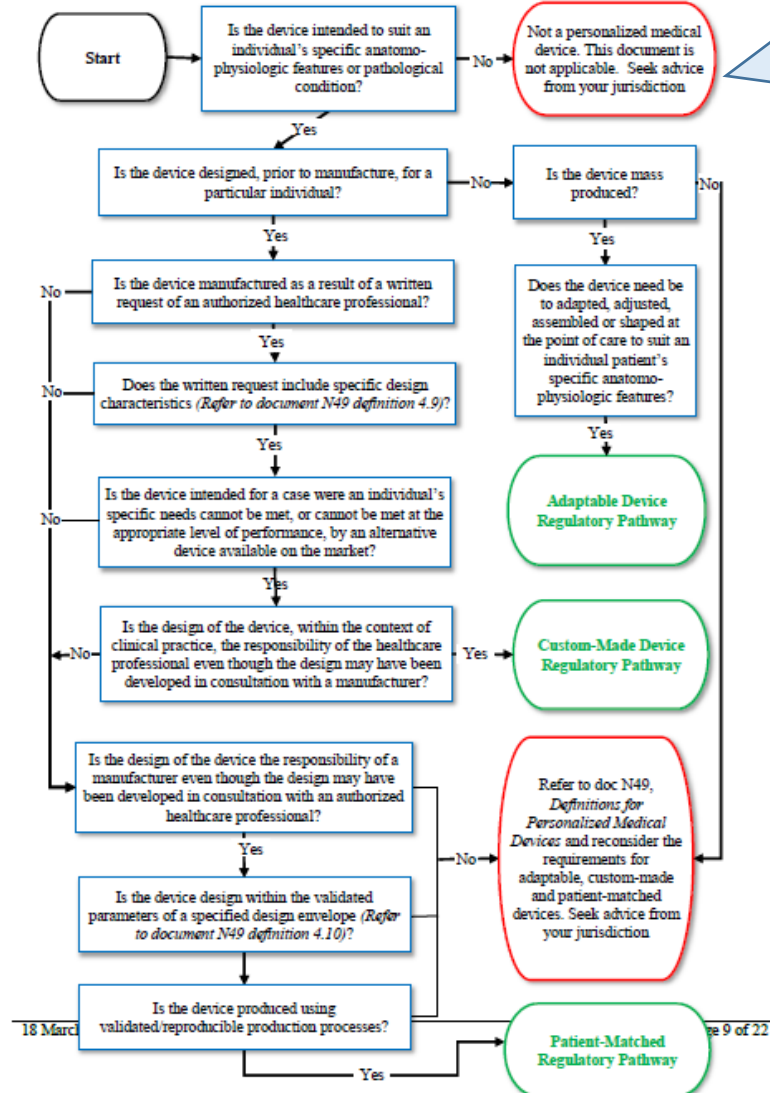 Start
Is the device intended to suit an
individual's specific anatomo-
physiologic features or pathological
condition?
No
Not a personalized medical
device. This document is
not applicable.  Seek advice
from your jurisdiction
Yes
Is the device designed, prior to manufacture, for a
particular individual?
No
Is the device mass
produced?
No
Yes
Yes
Is the device manufactured as a result of a written
request of an authorized healthcare professional?
No
Does the device need be
to adapted, adjusted,
assembled or shaped at
the point of care to suit an
individual patient's
specific anatomo-
physiologic features?
Yes
Does the written request include specific design
characteristics (Refer to document N49 definition 4.9)?
No
Yes
Yes
Adaptable Device
Regulatory Pathway
Is the device intended for a case were an individual's
specific needs cannot be met, or cannot be met at the
appropriate level of performance, by an alternative
device available on the market?
No
Yes
Is the design of the device, within the context of
clinical practice, the responsibility of the healthcare
professional even though the design may have been
developed in consultation with a manufacturer?
No
Yes
Custom-Made Device
Regulatory Pathway
Is the design of the device the responsibility of a
manufacturer even though the design may have
been developed in consultation with an authorized
healthcare professional?
No
Refer to doc N49,
Definitions for
Personalized Medical
Devices and reconsider the
requirements for
adaptable, custom-made
and patient-matched
devices. Seek advice from
your jurisdiction
Yes
Is the device design within the validated
parameters of a specified design envelope (Refer
to document N49 definition 4.10)?
Is the device produced using
validated/reproducible production processes?
18 March
Patient-Matched
Regulatory Pathway
9 of 22
Yes